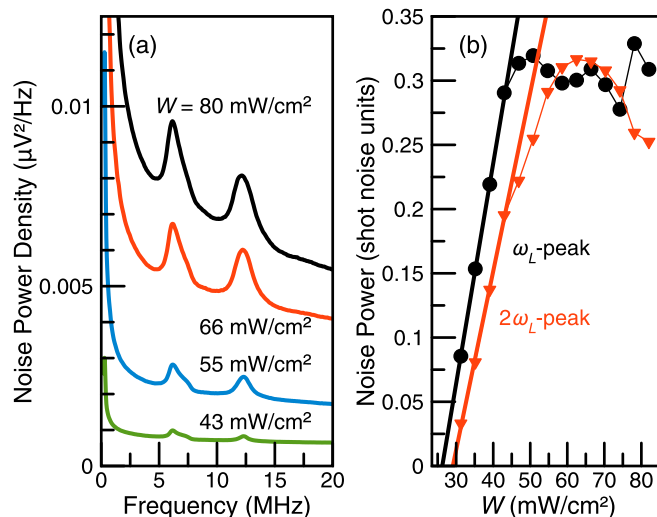 (a)
W = 80 mW/cm²
66 mW/cm²
55 mW/cm²
43 mW/cm²
0.01
0.005
0
Noise Power Density (μV²/Hz)
0 5 10 15 20
Frequency (MHz)
(b)
0.35
0.3
0.25
0.2
0.15
0.1
0.05
0
Noise Power (shot noise units)
ωL-peak
2ωL-peak
30 40 50 60 70 80
W (mW/cm²)